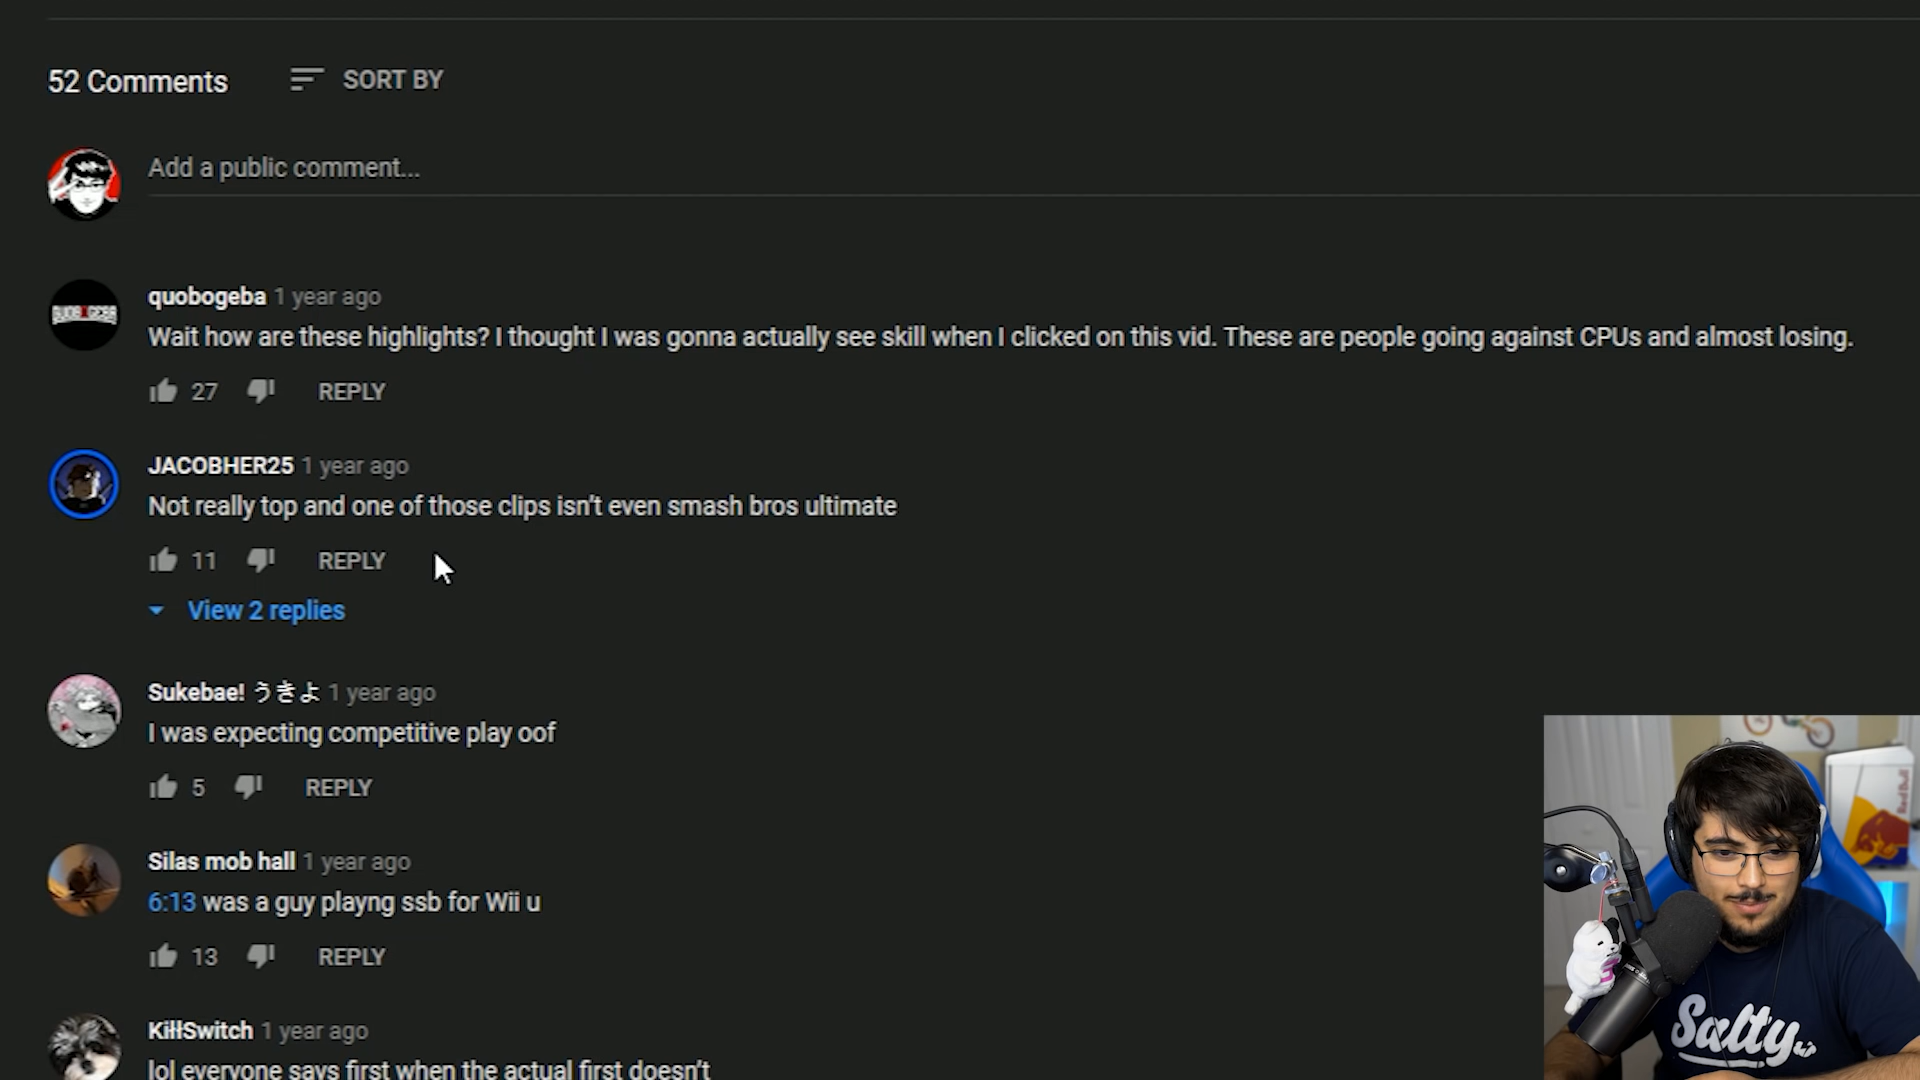 52 Comments
SORT BY
Add a public comment...
quobogeba 1 year ago
Wait how are these highlights? I thought I was gonna actually see skill when I clicked on this vid. These are people going against CPUs and almost losing.
27 REPLY
JACOBHER25 1 year ago
Not really top and one of those clips isn't even smash bros ultimate
11 REPLY
View 2 replies
Sukebae! うきよ 1 year ago
I was expecting competitive play oof
5 REPLY
Silas mob hall 1 year ago
6:13 was a guy playng ssb for Wii u
13 REPLY
KiłłSwitch 1 year ago
lol everyone says first when the actual first doesn't
Red Bull
Salty